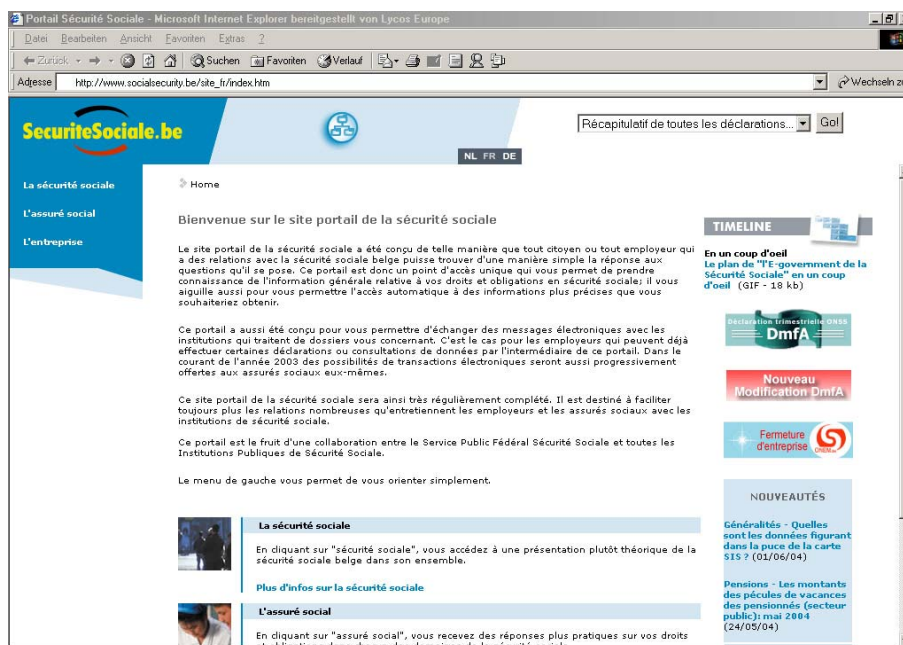 Portail Sécurité Sociale - Microsoft Internet Explorer bereitgestellt von Lycos Europe
Datei Bearbeiten Ansicht Favoriten Extras ?
Zurück Suchen Favoriten Verlauf
Adresse http://www.socialsecurity.be/site_fr/index.htm Wechseln zu
SecuriteSociale.be
Récapitulatif de toutes les déclarations... Go!
NL FR DE
La sécurité sociale
L'assuré social
L'entreprise
Home
Bienvenue sur le site portail de la sécurité sociale
Le site portail de la sécurité sociale a été conçu de telle manière que tout citoyen ou tout employeur qui
a des relations avec la sécurité sociale belge puisse trouver d'une manière simple la réponse aux
questions qu'il se pose. Ce portail est donc un point d'accès unique qui vous permet de prendre
connaissance de l'information générale relative à vos droits et obligations en sécurité sociale; il vous
aiguille aussi pour vous permettre l'accès automatique à des informations plus précises que vous
souhaiteriez obtenir.
Ce portail a aussi été conçu pour vous permettre d'échanger des messages électroniques avec les
institutions qui traitent de dossiers vous concernant. C'est le cas pour les employeurs qui peuvent déjà
effectuer certaines déclarations ou consultations de données par l'intermédiaire de ce portail. Dans le
courant de l'année 2003 des possibilités de transactions électroniques seront aussi progressivement
offertes aux assurés sociaux eux-mêmes.
Ce site portail de la sécurité sociale sera ainsi très régulièrement complété. Il est destiné à faciliter
toujours plus les relations nombreuses qu'entretiennent les employeurs et les assurés sociaux avec les
institutions de sécurité sociale.
Ce portail est le fruit d'une collaboration entre le Service Public Fédéral Sécurité Sociale et toutes les
Institutions Publiques de Sécurité Sociale.
Le menu de gauche vous permet de vous orienter simplement.
La sécurité sociale
En cliquant sur "sécurité sociale", vous accédez à une présentation plutôt théorique de la
sécurité sociale belge dans son ensemble.
Plus d'infos sur la sécurité sociale
L'assuré social
En cliquant sur "assuré social", vous recevez des réponses plus pratiques sur vos droits
TIMELINE
En un coup d'oeil
Le plan de "l'E-government de la
Sécurité Sociale" en un coup
d'oeil (GIF - 18 kb)
Déclaration trimestrielle ONSS
DmfA
Nouveau
Modification DmfA
Fermeture
d'entreprise
NOUVEAUTÉS
Généralités - Quelles
sont les données figurant
dans la puce de la carte
SIS ? (01/06/04)
Pensions - Les montants
des pécules de vacances
des pensionnés (secteur
public): mai 2004
(24/05/04)